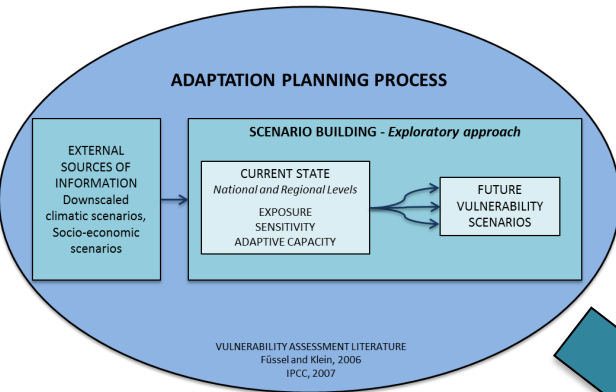 ADAPTATION PLANNING PROCESS
EXTERNAL
SOURCES OF
INFORMATION
Downscaled
climatic scenarios,
Socio-economic
scenarios
SCENARIO BUILDING - Exploratory approach
CURRENT STATE
National and Regional Levels
EXPOSURE
SENSITIVITY
ADAPTIVE CAPACITY
FUTURE
VULNERABILITY
SCENARIOS
VULNERABILITY ASSESSMENT LITERATURE
Füssel and Klein, 2006
IPCC, 2007